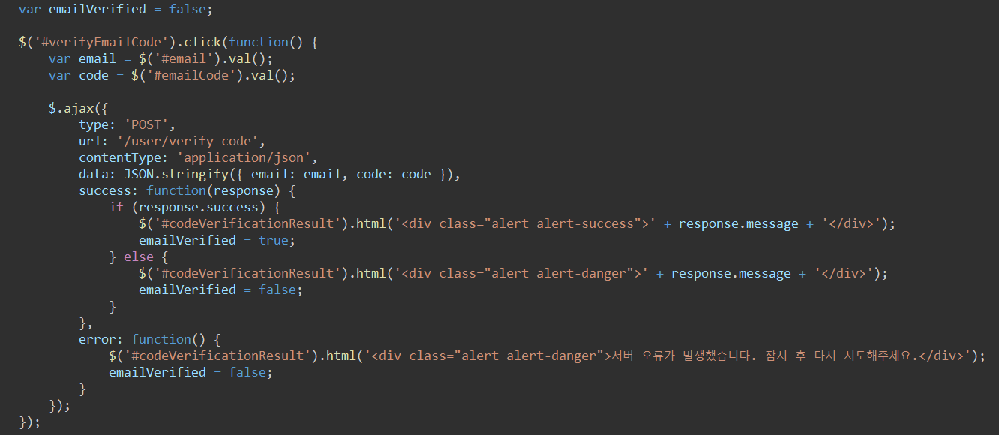 var emailVerified = false;
$('#verifyEmailCode').click(function() {
var email = $('#email').val();
var code = $('#emailCode').val();
$.ajax({
type: 'POST',
url: '/user/verify-code',
contentType: 'application/json',
data: JSON.stringify({ email: email, code: code }),
success: function(response) {
if (response.success) {
$('#codeVerificationResult').html('<div class="alert alert-success">' + response.message + '</div>');
emailVerified = true;
} else {
$('#codeVerificationResult').html('<div class="alert alert-danger">' + response.message + '</div>');
emailVerified = false;
}
},
error: function() {
$('#codeVerificationResult').html('<div class="alert alert-danger">서버 오류가 발생했습니다. 잠시 후 다시 시도해주세요.</div>');
emailVerified = false;
}
});
});